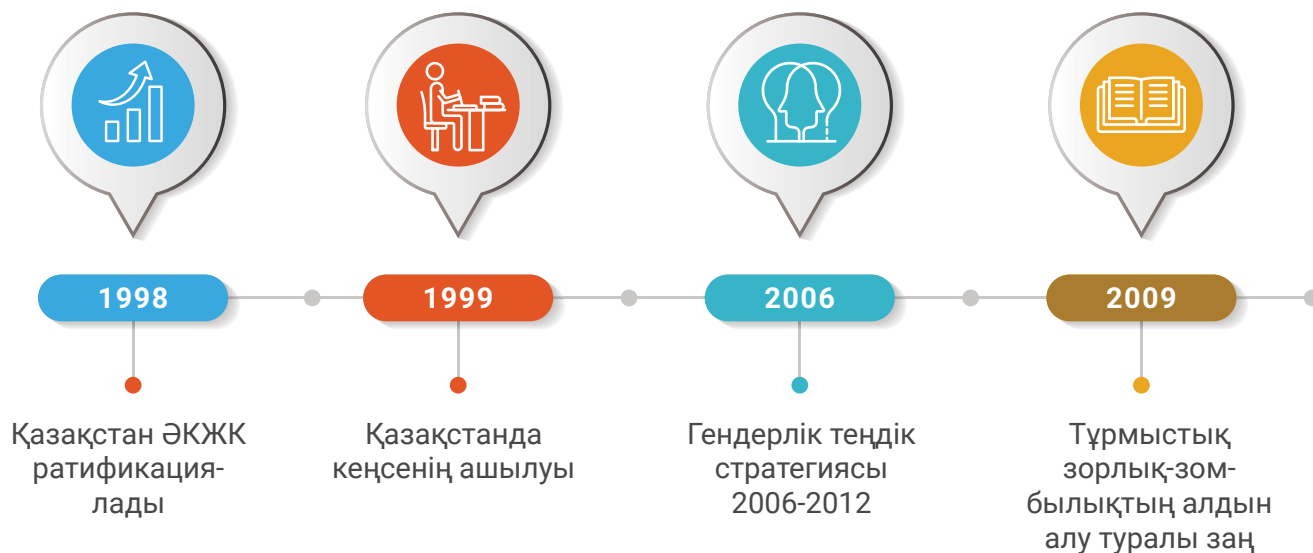 1998
1999
2006
2009
Қазақстан ӘКЖК
ратификация-
лады
Қазақстанда
кеңсенің ашылуы
Гендерлік теңдік
стратегиясы
2006-2012
Тұрмыстық
зорлық-зом-
былықтың алдын
алу туралы заң